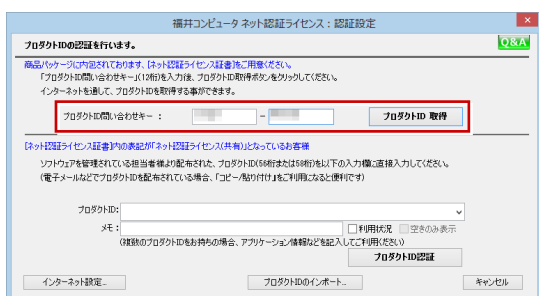 福井コンピュータ ネット認証ライセンス：認証設定
×
プロダクトIDの認証を行います。
Q&A
商品パッケージに内包されております、[ネット認証ライセンス証書]をご用意ください。
「プロダクトID問い合わせキー」(12桁)を入力後、プロダクトID取得ボタンをクリックしてください。
インターネットを通して、プロダクトIDを取得する事ができます。
プロダクトID問い合わせキー ：
－
プロダクトID 取得
[ネット認証ライセンス証書]内の表記が「ネット認証ライセンス(共有)」となっているお客様
ソフトウェアを管理されている担当者様より配布された、プロダクトID(56桁または58桁)を以下の入力欄に直接入力してください。
(電子メールなどでプロダクトIDを配布されている場合、「コピー/貼り付け」をご利用になると便利です)
プロダクトID：
メモ：
利用状況
空きのみ表示
(複数のプロダクトIDをお持ちの場合、アプリケーション情報などを記入してご利用ください)
プロダクトID認証
インターネット設定...
プロダクトIDのインポート...
キャンセル